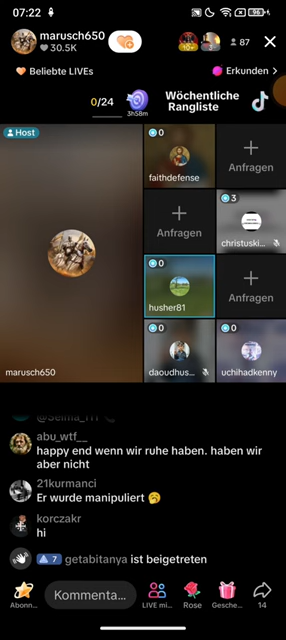 07:22
96
marusch650
30.5K
10+
87
Beliebte LIVEs
Erkunden >
0/24
3h58m
Wöchentliche
Rangliste
Host
0
faithdefense
Anfragen
Anfragen
3
christuski...
0
husher81
Anfragen
marusch650
0
daoudhus...
0
uchihadkenny
abu_wtf__
happy end wenn wir ruhe haben. haben wir
aber nicht
21kurmanci
Er wurde manipuliert 🥱
korczakr
hi
7 getabitanya ist beigetreten
Kommenta...
Abonn...
LIVE mi...
Rose
Gesche...
14